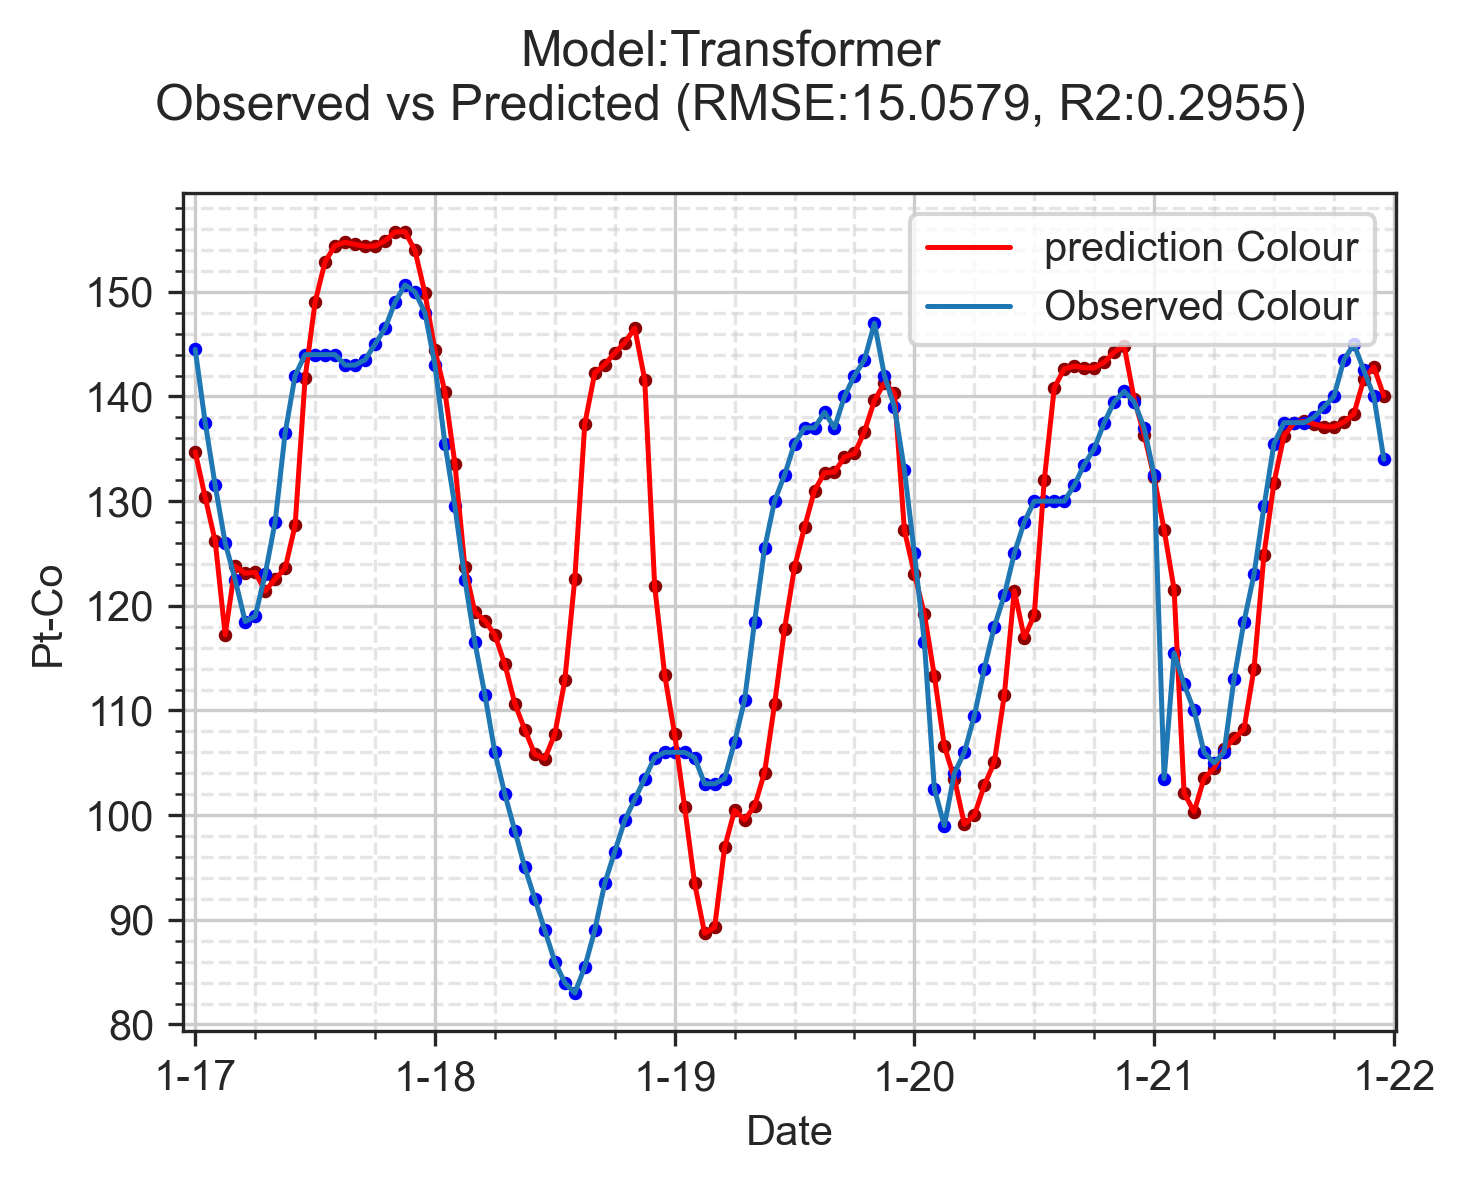 Model:Transformer
Observed vs Predicted (RMSE:15.0579, R2:0.2955)
prediction Colour
Observed Colour
Pt-Co
150
140
130
120
110
100
90
80
1-17
1-18
1-19
1-20
1-21
1-22
Date